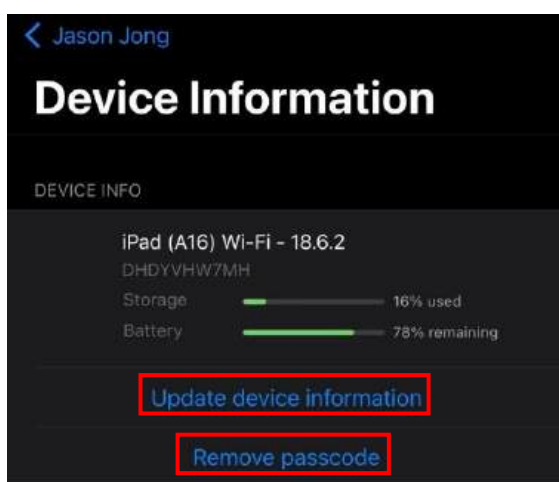 Jason Jong
Device Information
DEVICE INFO
iPad (A16) Wi-Fi - 18.6.2
DHDYVHW7MH
Storage 16% used
Battery 78% remaining
Update device information
Remove passcode